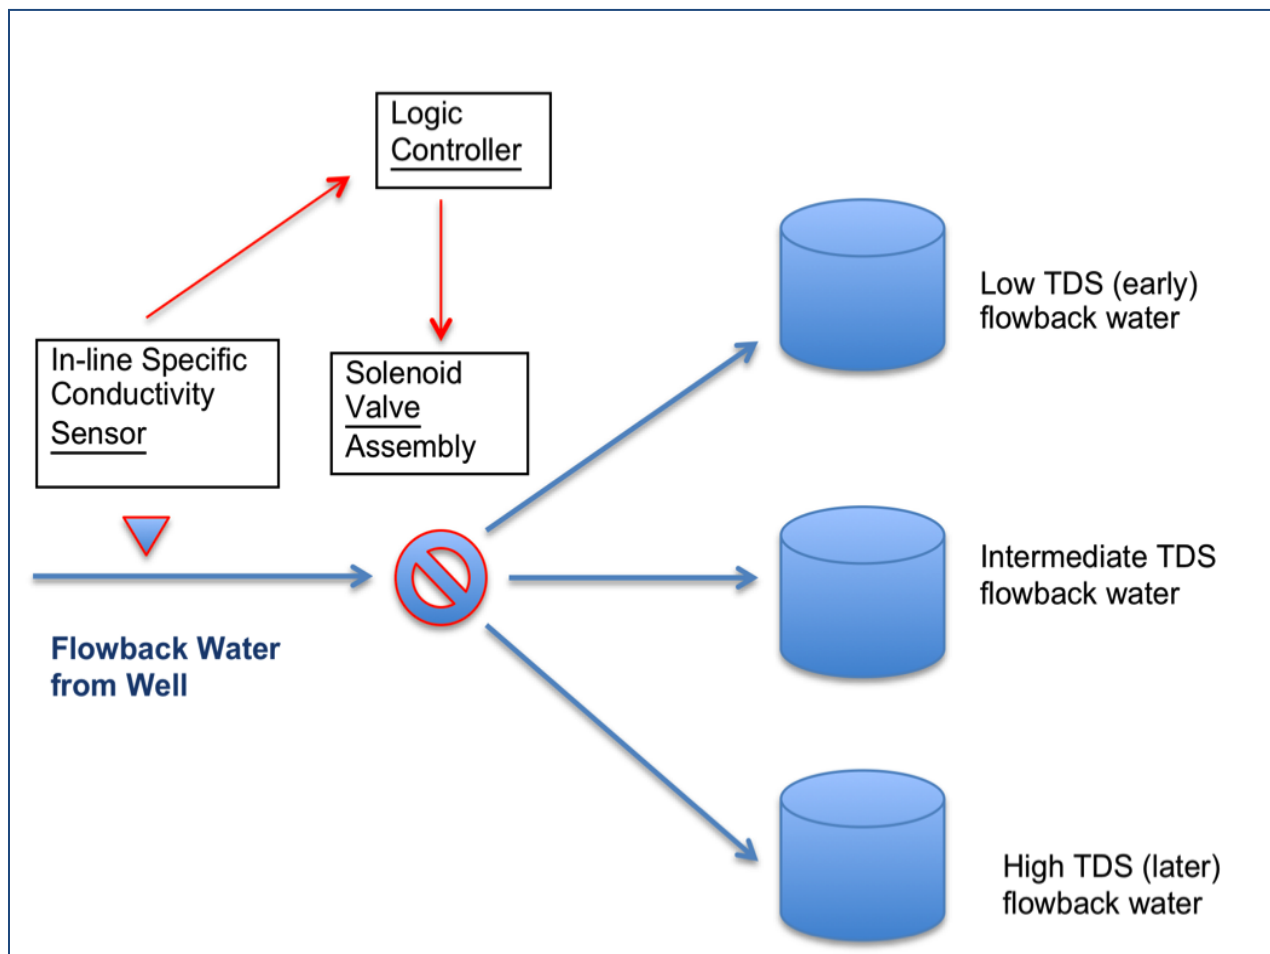 Logic
Controller
In-line Specific
Conductivity
Sensor
Solenoid
Valve
Assembly
Low TDS (early)
flowback water
Intermediate TDS
flowback water
Flowback Water
from Well
High TDS (later)
flowback water